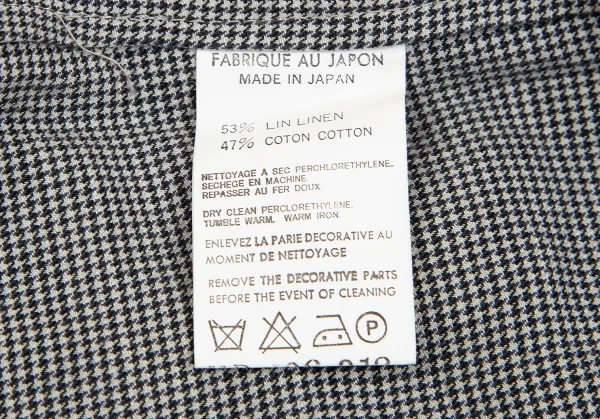 FABRIQUE AU JAPON
MADE IN JAPAN
53% LIN LINEN
47% COTON COTTON
NETTOYAGE A SEC PERCHLORETHYLENE.
SECHEGE EN MACHINE.
REPASSER AU FER DOUX.
DRY CLEAN PERCLORETHYLENE.
TUMBLE WARM. WARM IRON.
ENLEVEZ LA PARIE DECORATIVE AU
MOMENT DE NETTOYAGE
REMOVE THE DECORATIVE PARTS
BEFORE THE EVENT OF CLEANING
P